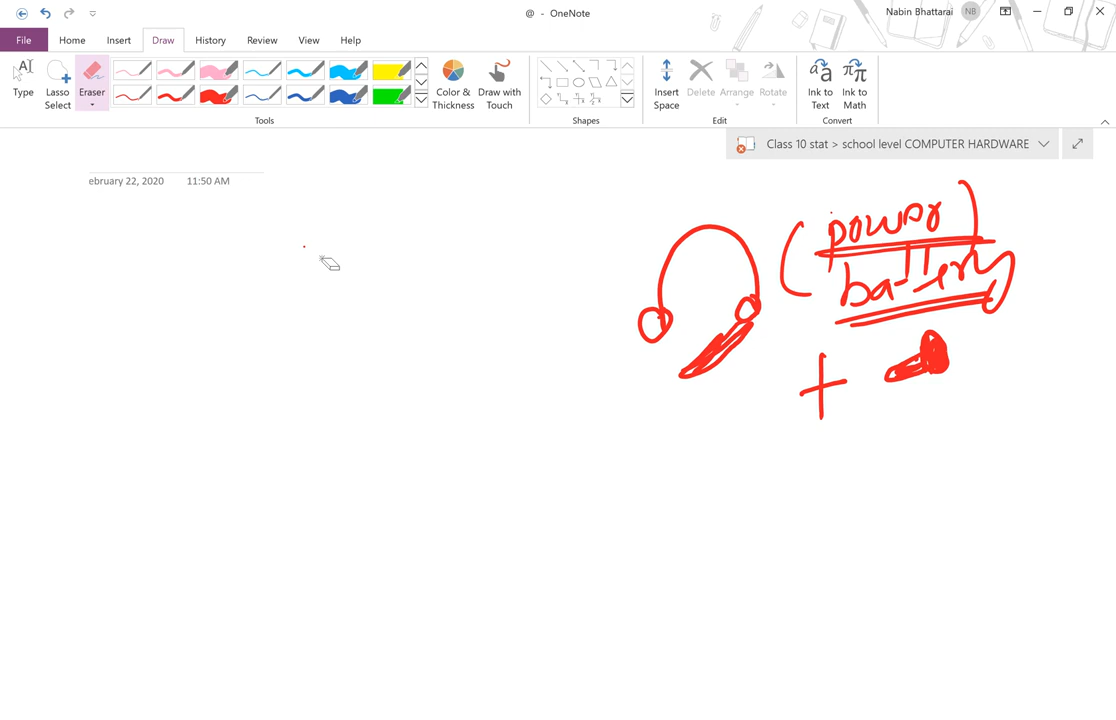 @ - OneNote
Nabin Bhattarai NB
File Home Insert Draw History Review View Help
Type
Lasso Select
Eraser
Color & Thickness
Draw with Touch
Insert Space
Delete
Arrange
Rotate
Ink to Text
Ink to Math
Tools
Shapes
Edit
Convert
Class 10 stat > school level COMPUTER HARDWARE
ebruary 22, 2020 11:50 AM
(power)
battery
+